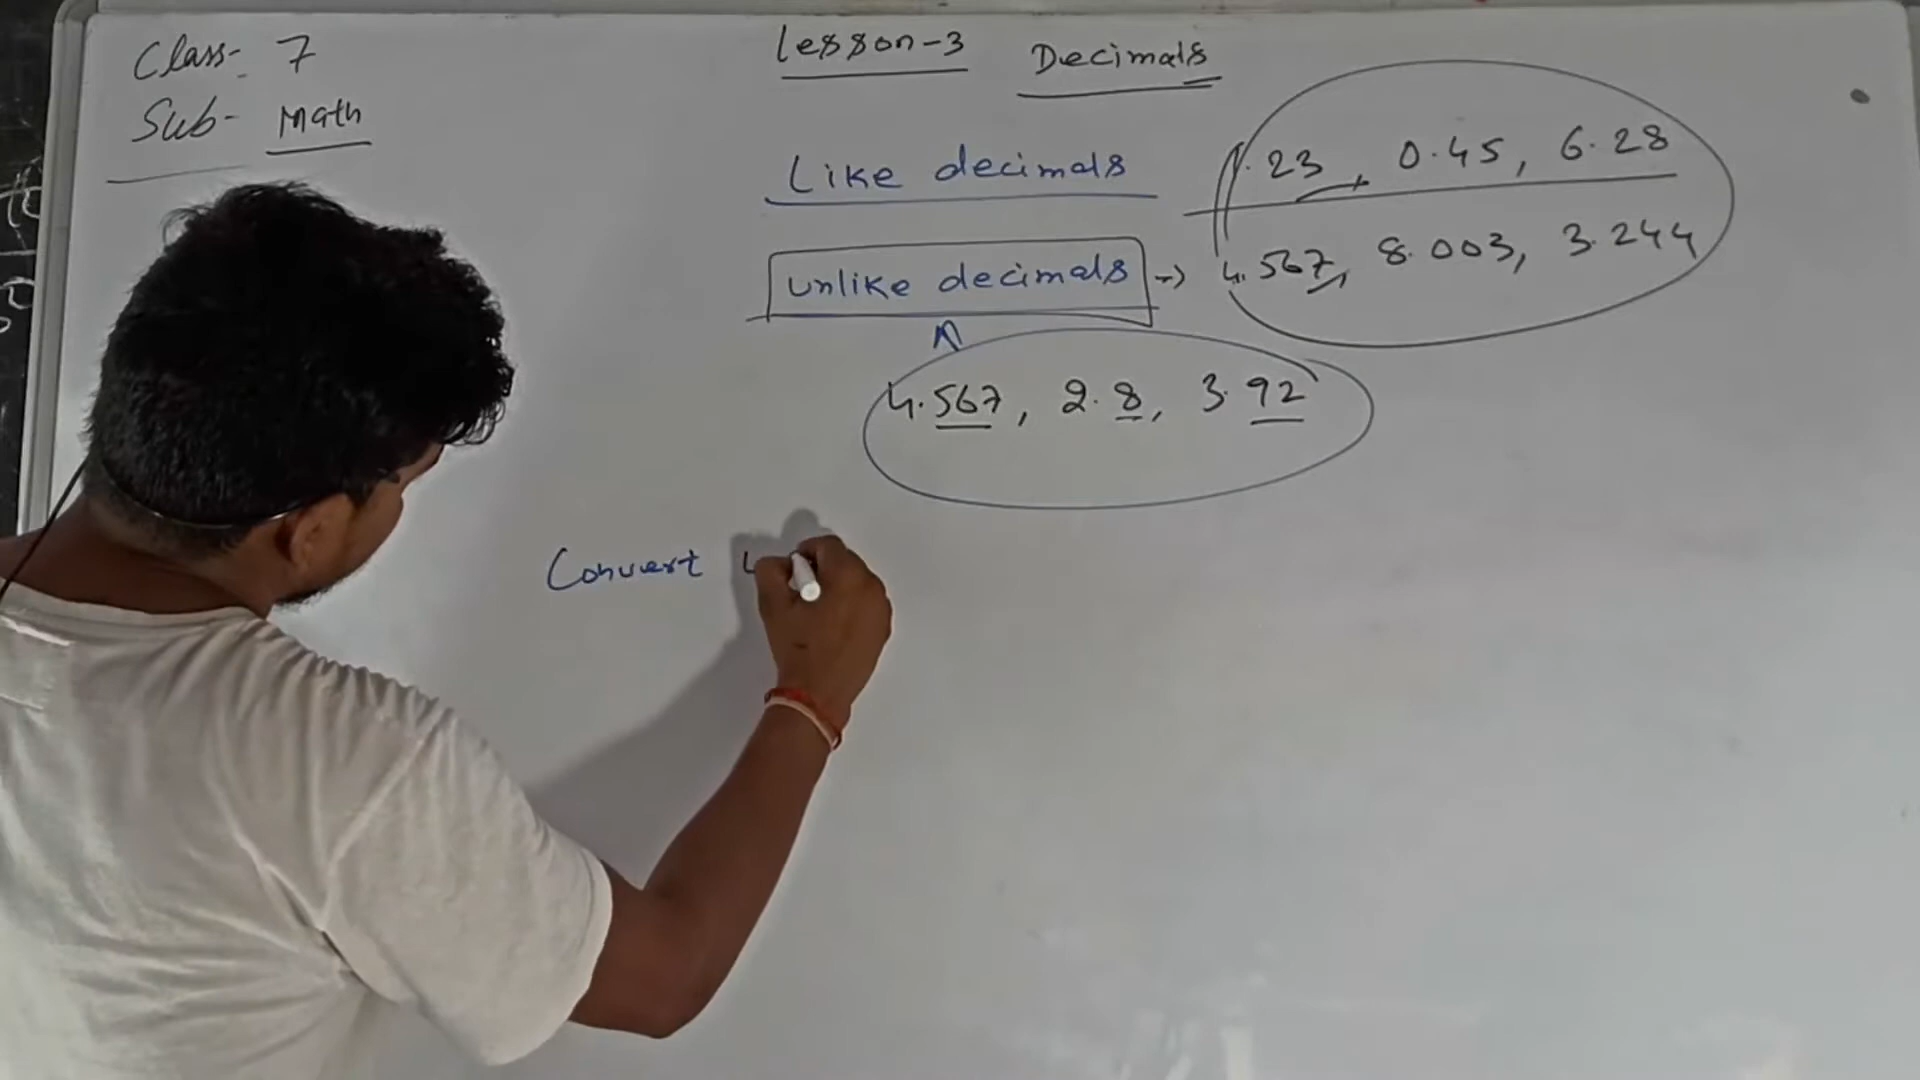 Class- 7
Sub- Math
Lesson-3 Decimals
Like decimals
.23, 0.45, 6.28
unlike decimals → 4.567, 8.003, 3.244
4.567, 2.8, 3.92
Convert